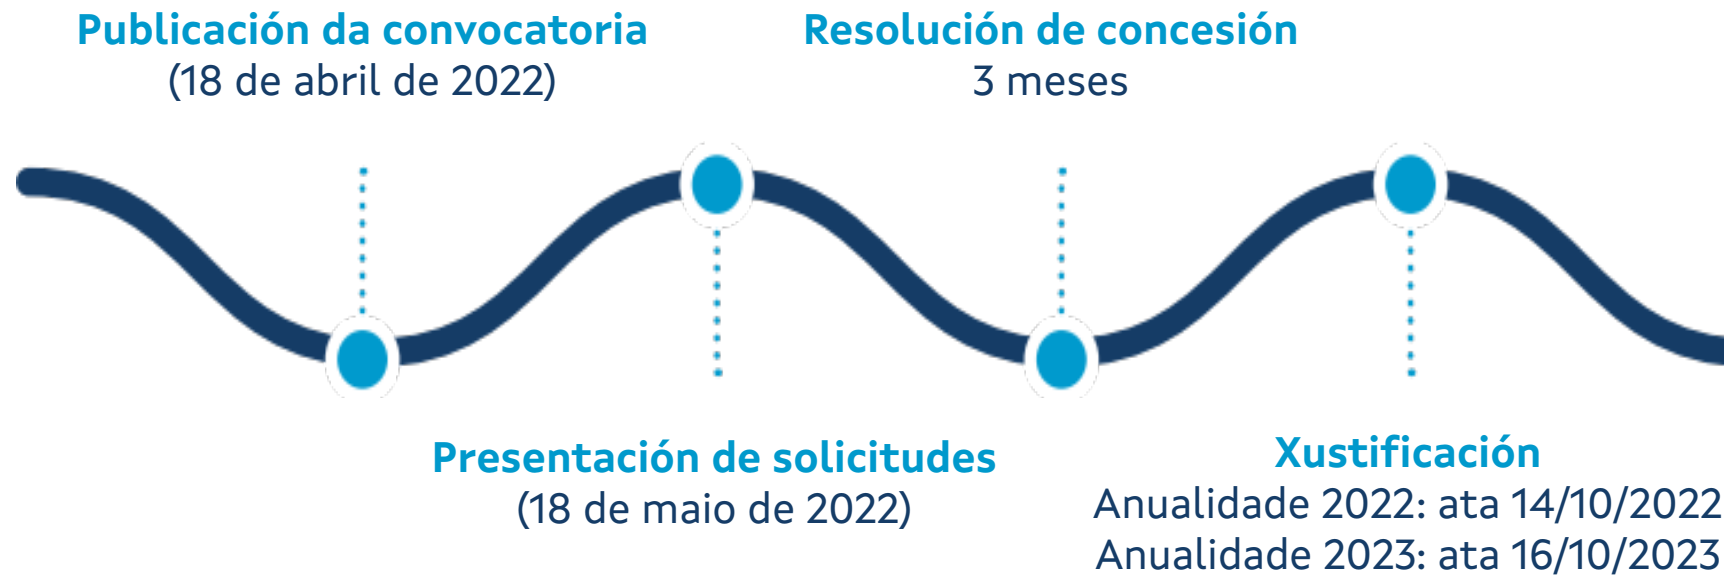 Publicación da convocatoria
(18 de abril de 2022)
Presentación de solicitudes
(18 de maio de 2022)
Resolución de concesión
3 meses
Xustificación
Anualidade 2022: ata 14/10/2022
Anualidade 2023: ata 16/10/2023